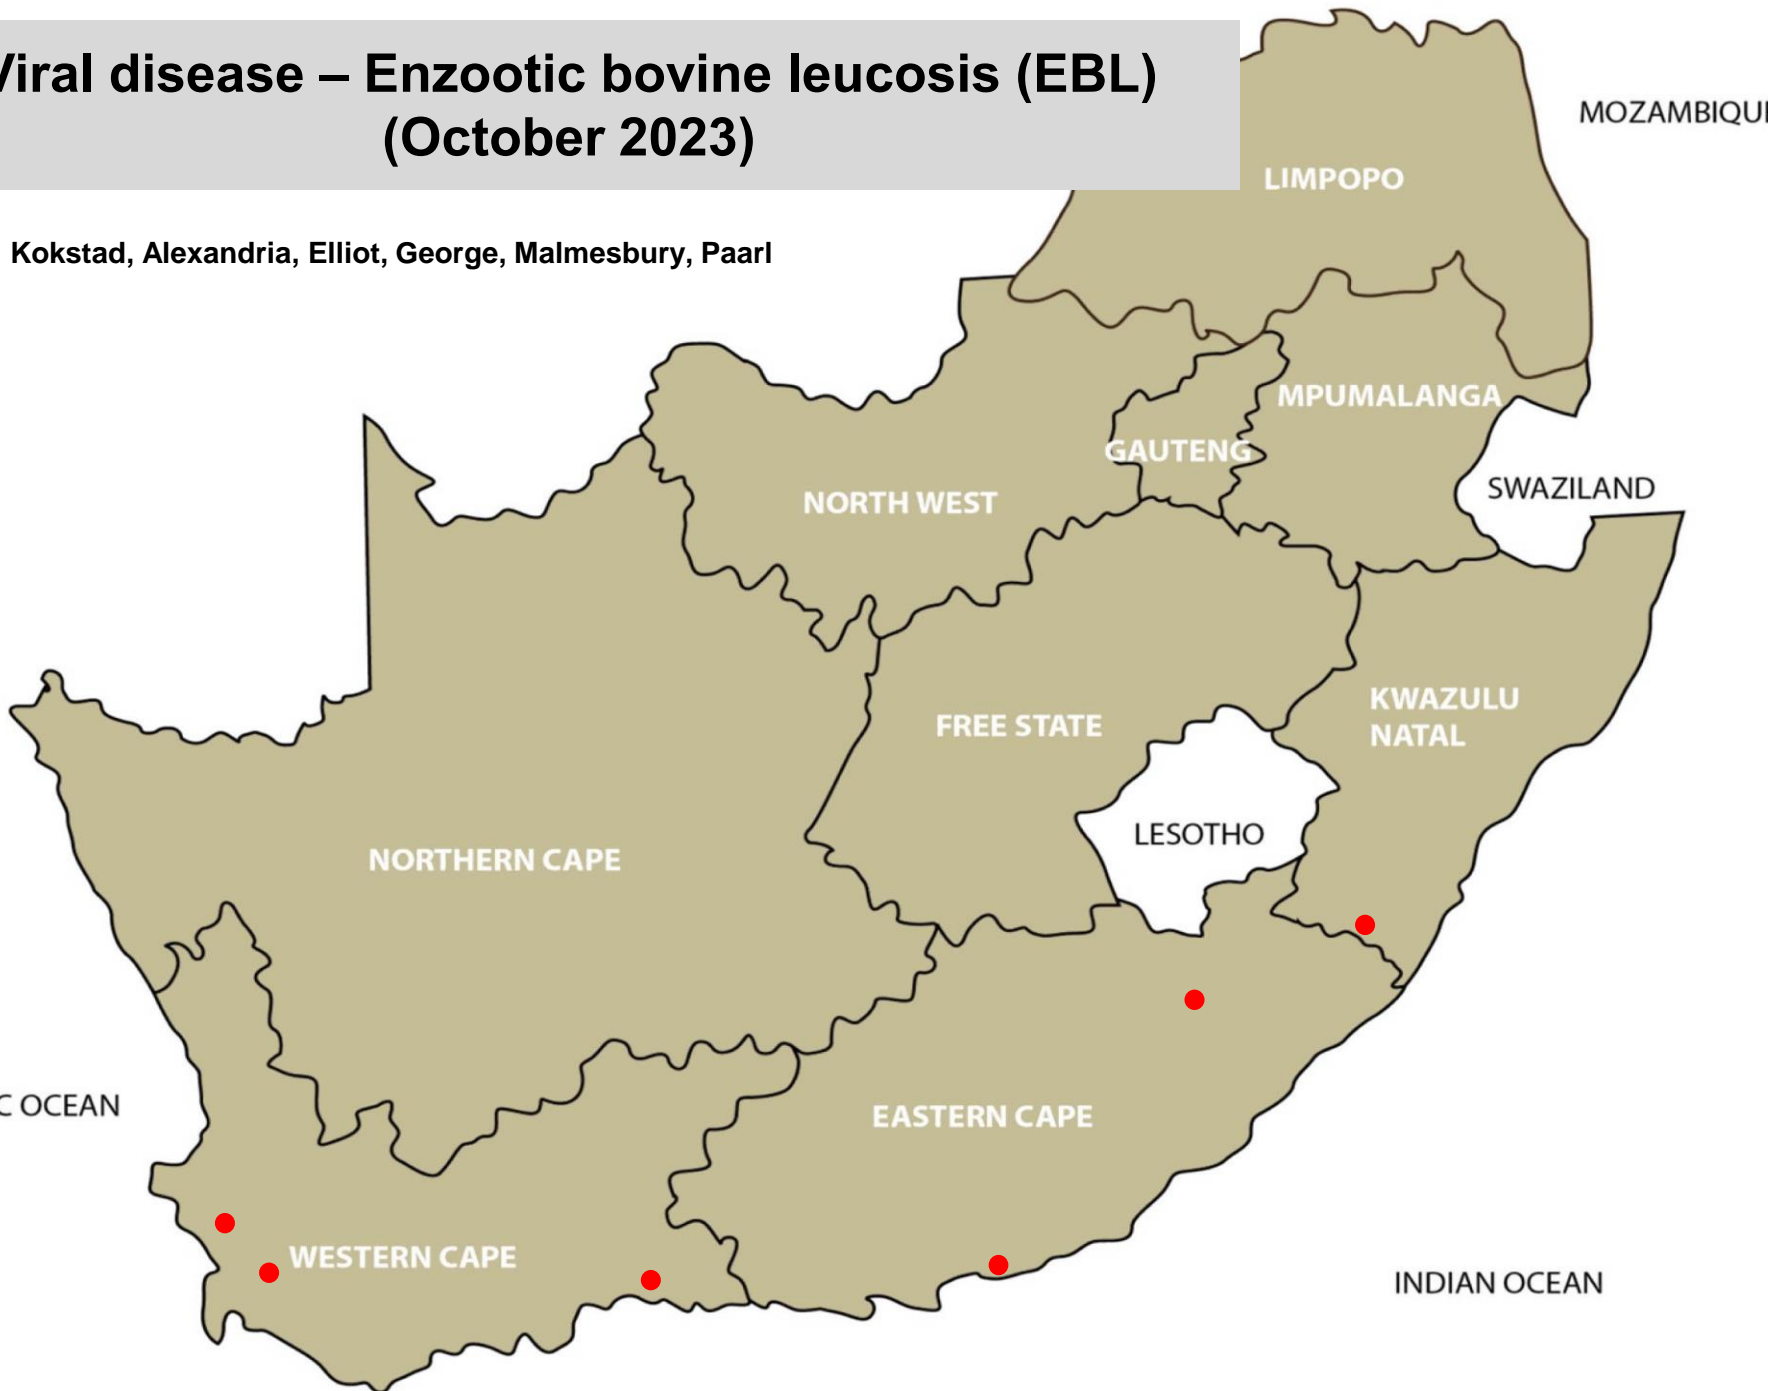 Viral disease – Enzootic bovine leucosis (EBL)
(October 2023)
MOZAMBIQUE
LIMPOPO
Kokstad, Alexandria, Elliot, George, Malmesbury, Paarl
MPUMALANGA
GAUTENG
SWAZILAND
NORTH WEST
KWAZULU
NATAL
FREE STATE
LESOTHO
NORTHERN CAPE
C OCEAN
EASTERN CAPE
WESTERN CAPE
INDIAN OCEAN